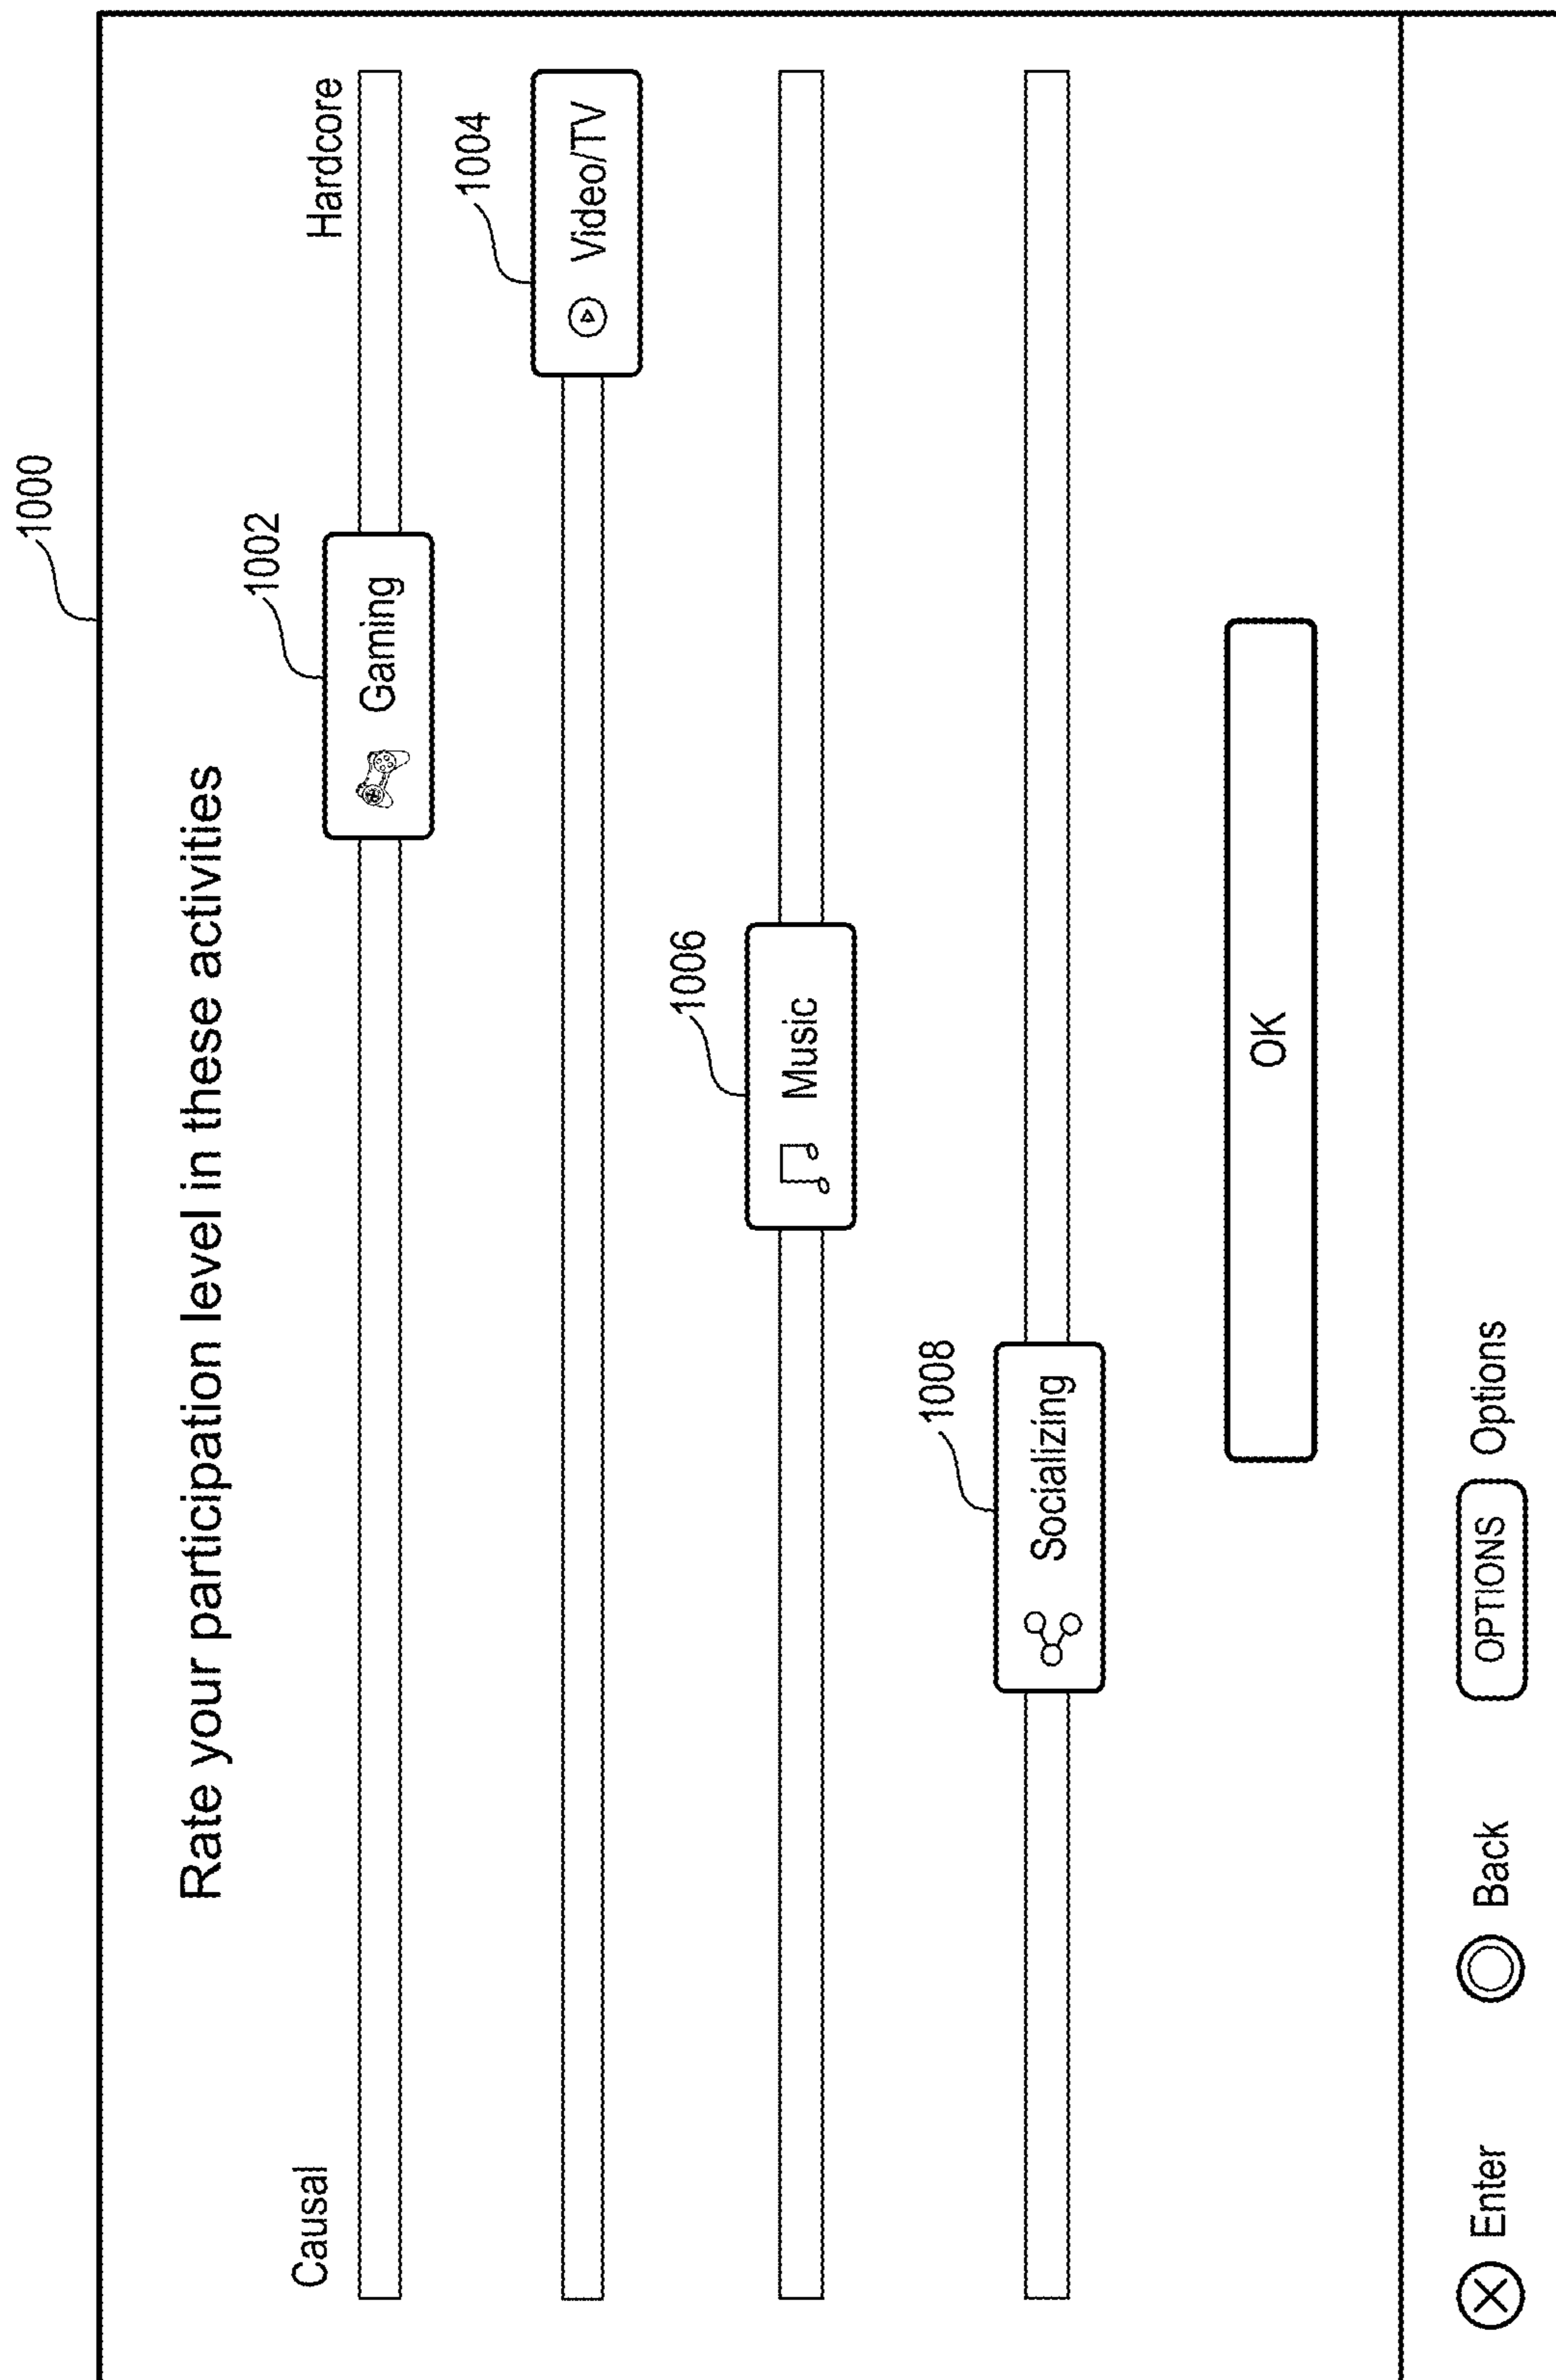 1000
Rate your participation level in these activities
Causal
Hardcore
1002
Gaming
1004
Video/TV
1006
Music
1008
Socializing
OK
Enter
Back
OPTIONS Options